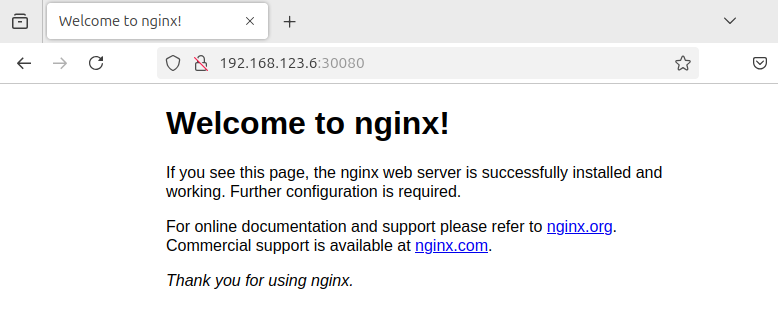 Welcome to nginx!
192.168.123.6:30080
Welcome to nginx!
If you see this page, the nginx web server is successfully installed and
working. Further configuration is required.
For online documentation and support please refer to nginx.org.
Commercial support is available at nginx.com.
Thank you for using nginx.